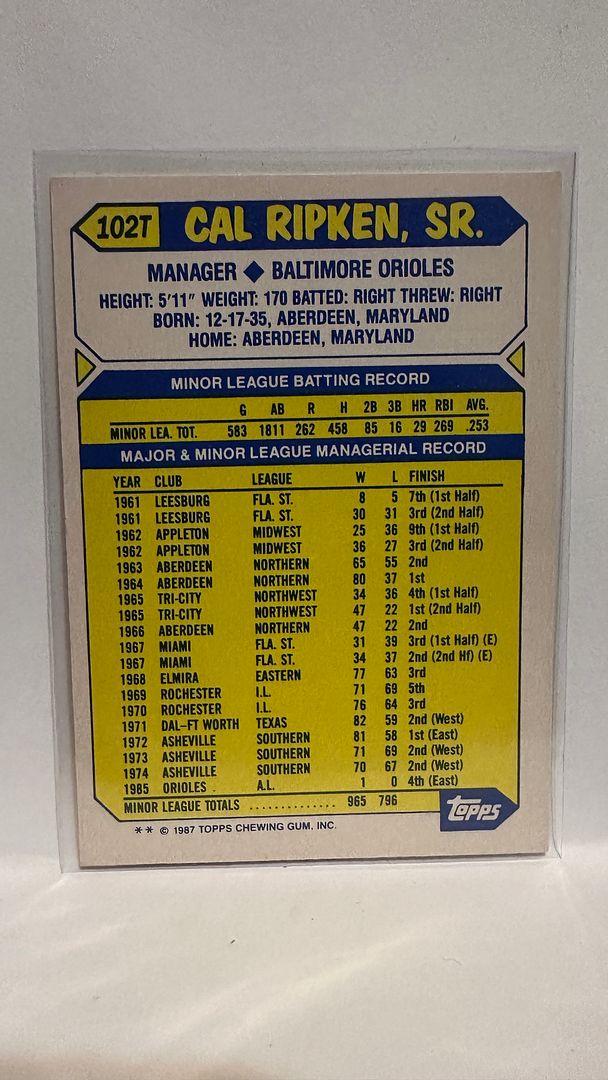 102T CAL RIPKEN, SR.
MANAGER ◆ BALTIMORE ORIOLES
HEIGHT: 5'11" WEIGHT: 170 BATTED: RIGHT THREW: RIGHT
BORN: 12-17-35, ABERDEEN, MARYLAND
HOME: ABERDEEN, MARYLAND
MINOR LEAGUE BATTING RECORD
G AB R H 2B 3B HR RBI AVG.
MINOR LEA. TOT. 583 1811 262 458 85 16 29 269 .253
MAJOR & MINOR LEAGUE MANAGERIAL RECORD
YEAR CLUB LEAGUE W L FINISH
1961 LEESBURG FLA. ST. 8 5 7th (1st Half)
1961 LEESBURG FLA. ST. 30 31 3rd (2nd Half)
1962 APPLETON MIDWEST 25 36 9th (1st Half)
1962 APPLETON MIDWEST 36 27 3rd (2nd Half)
1963 ABERDEEN NORTHERN 65 55 2nd
1964 ABERDEEN NORTHERN 80 37 1st
1965 TRI-CITY NORTHWEST 34 36 4th (1st Half)
1965 TRI-CITY NORTHWEST 47 22 1st (2nd Half)
1966 ABERDEEN NORTHERN 47 22 2nd
1967 MIAMI FLA. ST. 31 39 3rd (1st Half) (E)
1967 MIAMI FLA. ST. 34 37 2nd (2nd Hf) (E)
1968 ELMIRA EASTERN 77 63 3rd
1969 ROCHESTER I.L. 71 69 5th
1970 ROCHESTER I.L. 76 64 3rd
1971 DAL-FT WORTH TEXAS 82 59 2nd (West)
1972 ASHEVILLE SOUTHERN 81 58 1st (East)
1973 ASHEVILLE SOUTHERN 71 69 2nd (West)
1974 ASHEVILLE SOUTHERN 70 67 2nd (West)
1985 ORIOLES A.L. 1 0 4th (East)
MINOR LEAGUE TOTALS .............. 965 796
topps
** © 1987 TOPPS CHEWING GUM, INC.